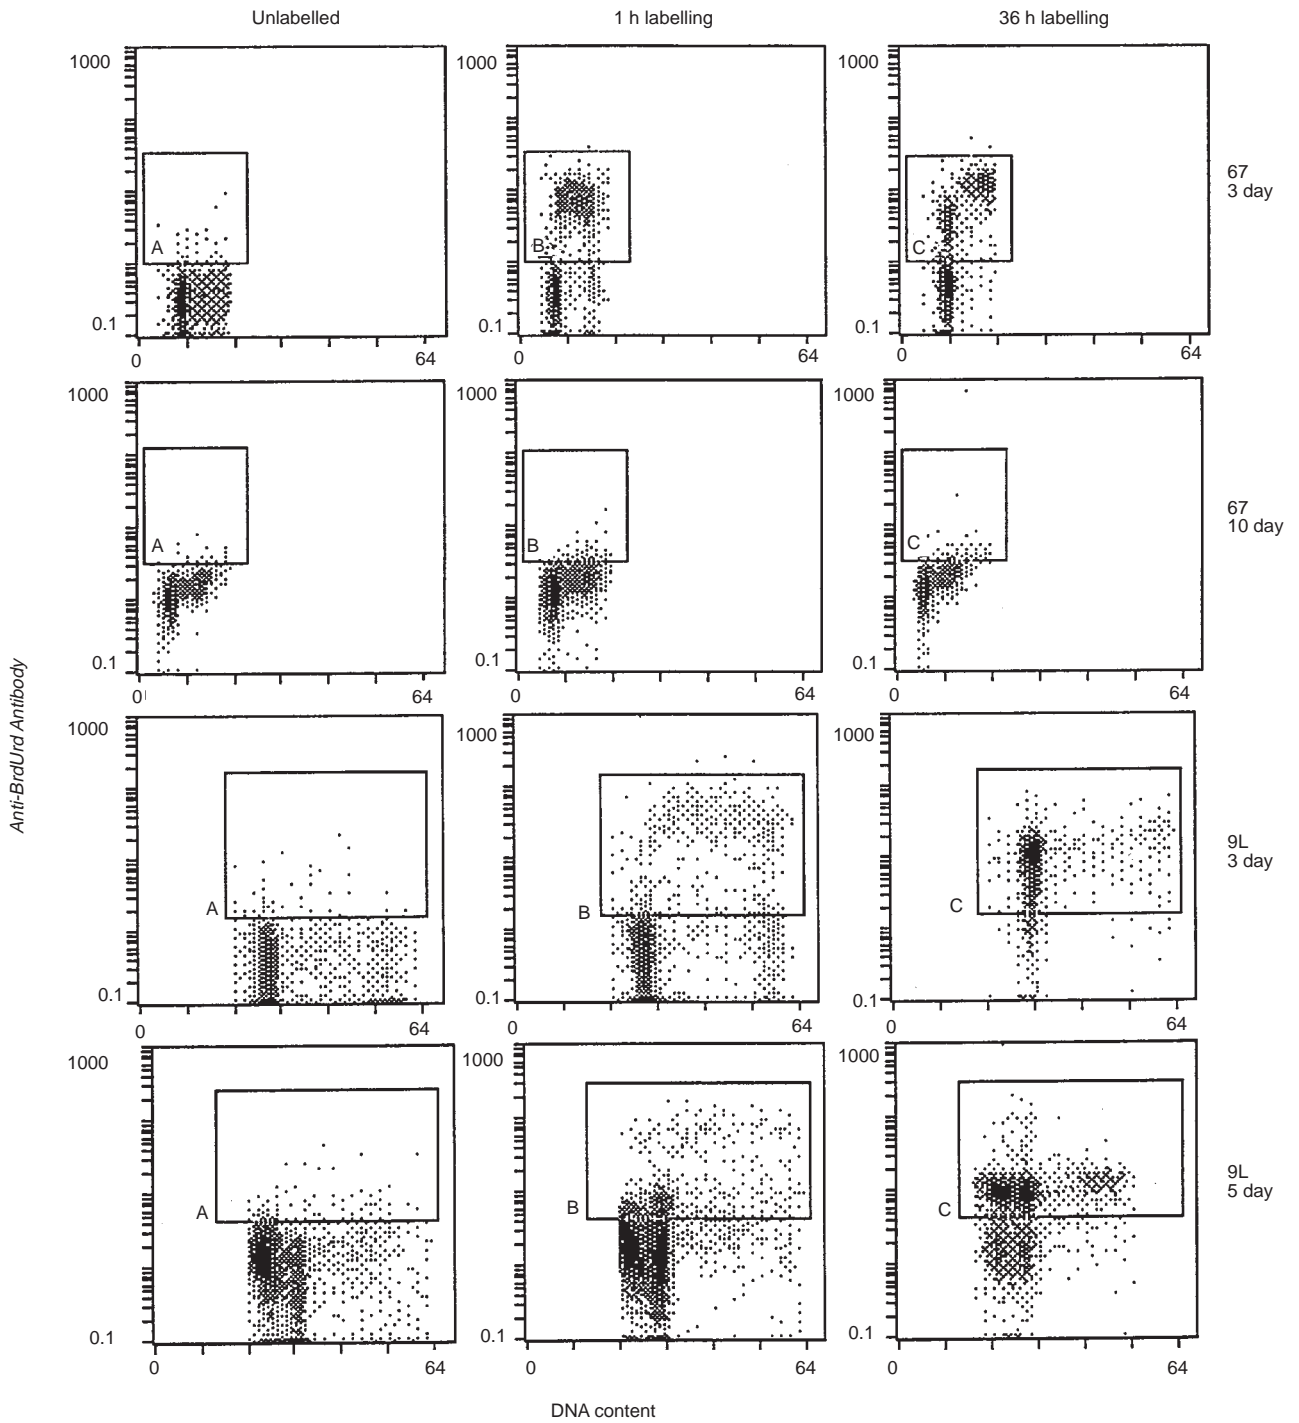 Unlabelled 1 h labelling 36 h labelling
1000 1000 1000
A B C
67
3 day
0.1 0.1 0.1
0 64 0 64 0 64
1000 1000 1000
A B C
67
10 day
0.1 0.1 0.1
0 64 0 64 0 64
Anti-BrdUrd Antibody
1000 1000 1000
A B C
9L
3 day
0.1 0.1 0.1
0 64 0 64 0 64
1000 1000 1000
A B C
9L
5 day
0.1 0.1 0.1
0 64 0 64 0 64
DNA content